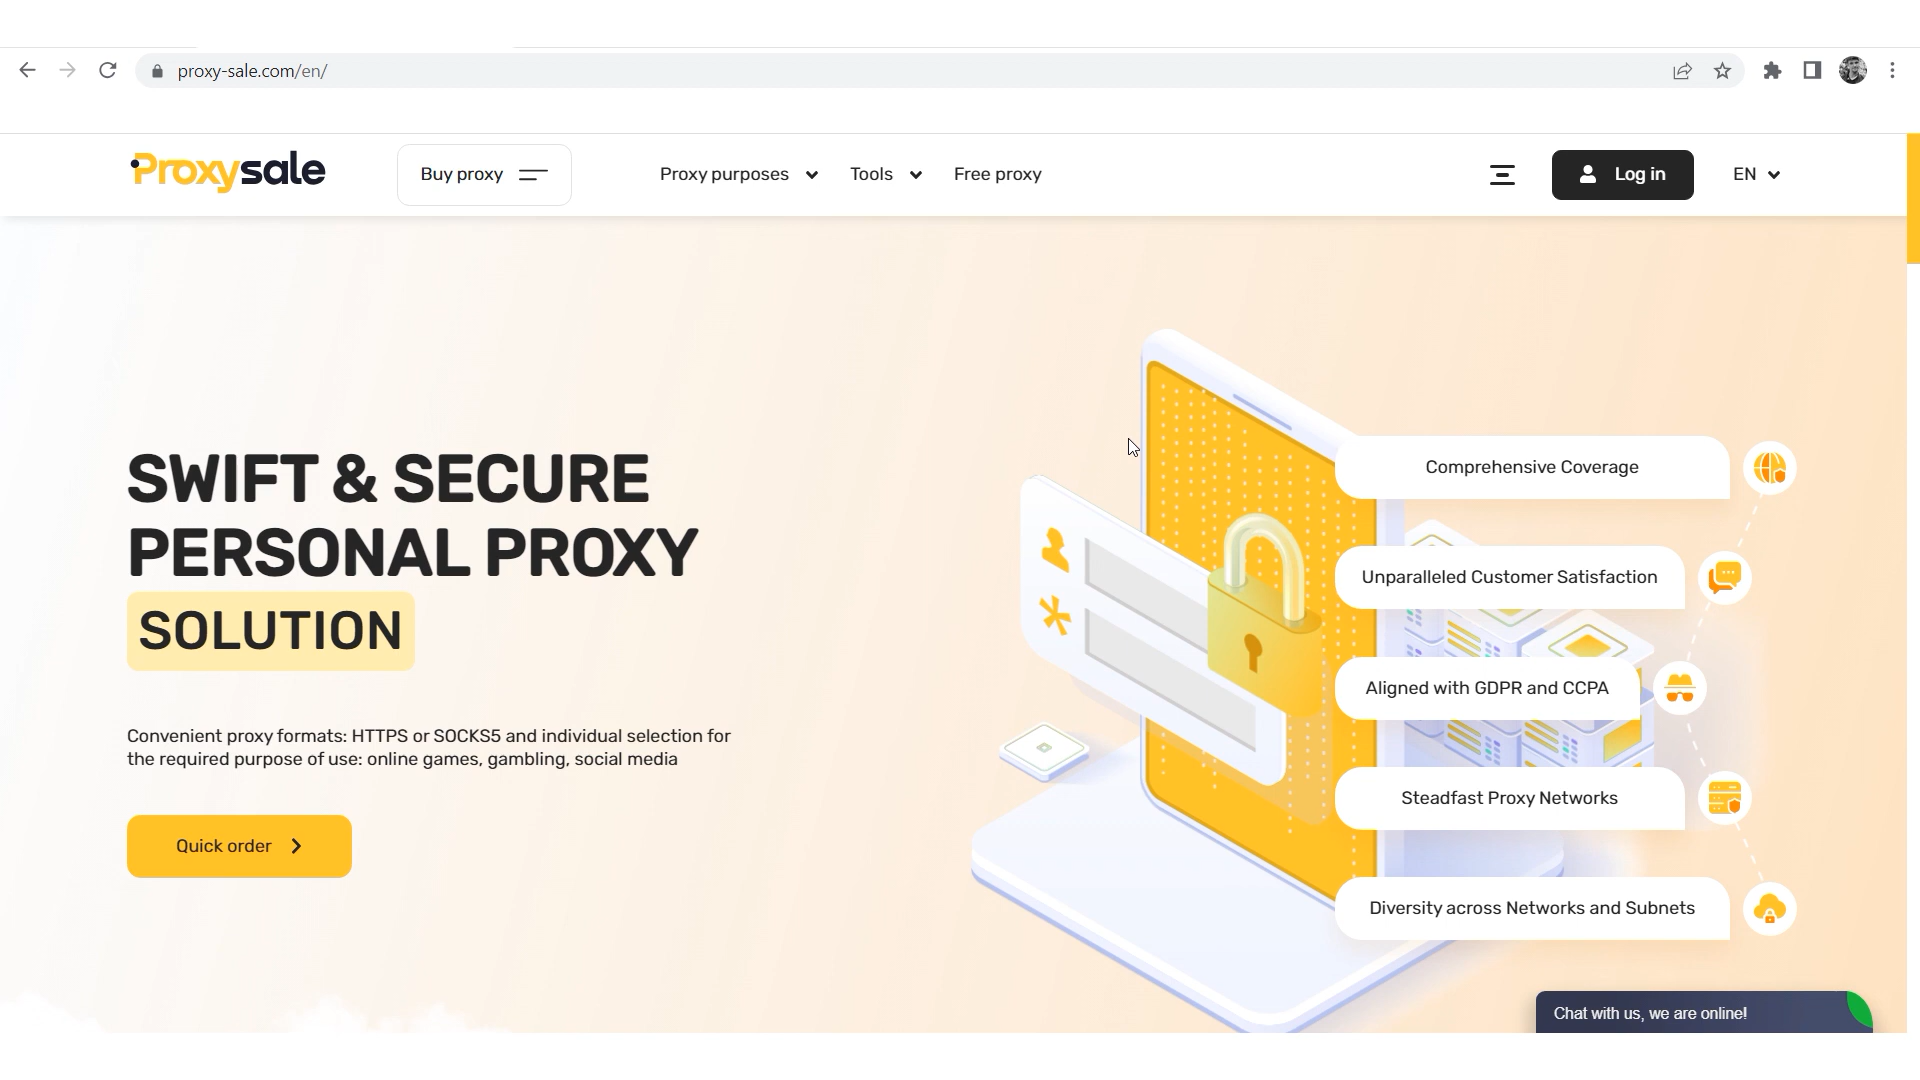 proxy-sale.com/en/
Proxysale
Buy proxy
Proxy purposes
Tools
Free proxy
Log in
EN
SWIFT & SECURE
PERSONAL PROXY
SOLUTION
Convenient proxy formats: HTTPS or SOCKS5 and individual selection for
the required purpose of use: online games, gambling, social media
Quick order
Comprehensive Coverage
Unparalleled Customer Satisfaction
Aligned with GDPR and CCPA
Steadfast Proxy Networks
Diversity across Networks and Subnets
Chat with us, we are online!